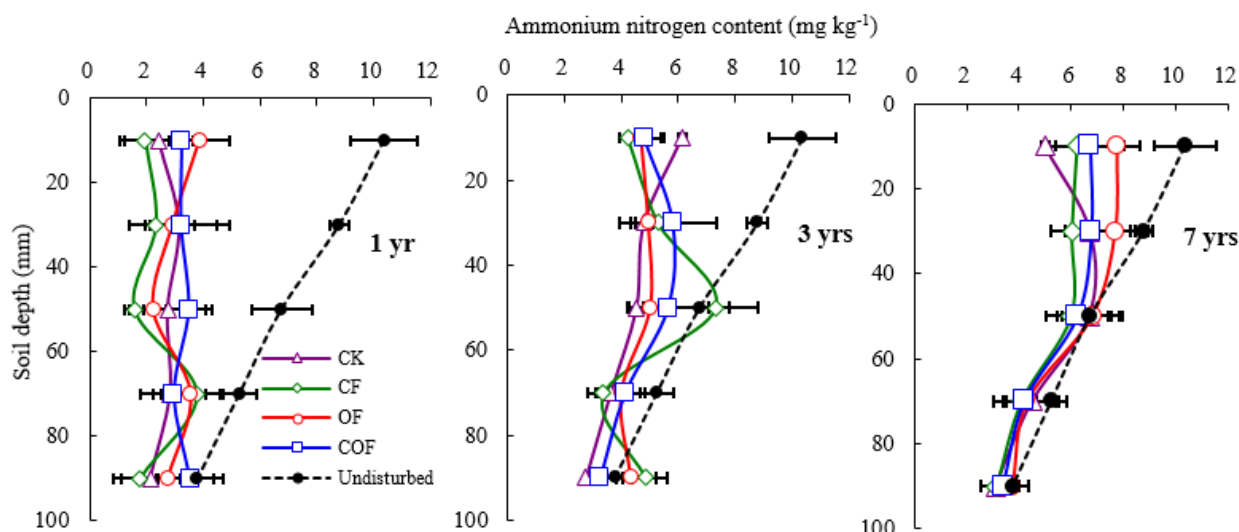 Ammonium nitrogen content (mg kg⁻¹)
0 2 4 6 8 10 12
0 2 4 6 8 10 12
0 2 4 6 8 10 12
Soil depth (mm)
0
20
40
60
80
100
1 yr
CK
CF
OF
COF
Undisturbed
0
20
40
60
80
100
3 yrs
0
20
40
60
80
100
7 yrs